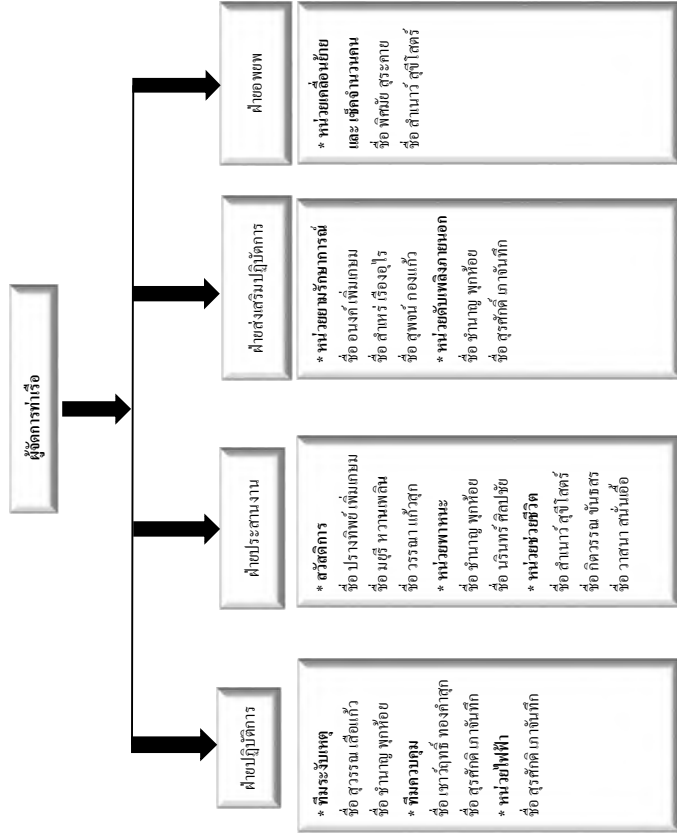 ผู้จัดการท่าเรือ
ฝ่ายปฏิบัติการ
* ทีมระงับเหตุ
ชื่อ สุวรรณ เสือแก้ว
ชื่อ ชำนาญ พุกห้อย
* ทีมควบคุม
ชื่อ เชาว์ฤทธิ์ ทองคำสุก
ชื่อ สุรศักดิ์ เกาจันทึก
* หน่วยไฟฟ้า
ชื่อ สุรศักดิ์ เกาจันทึก
ฝ่ายประสานงาน
* สวัสดิการ
ชื่อ ปรางทิพย์ เพิ่มเกษม
ชื่อ มยุรี หวานเพลิน
ชื่อ วรรณา แก้วสุก
* หน่วยพาหนะ
ชื่อ ชำนาญ พุกห้อย
ชื่อ นรินทร์ ศิลปชัย
* หน่วยช่วยชีวิต
ชื่อ สำเนาว์ สุขีโสตร์
ชื่อ กิตวรรณ ขันธสร
ชื่อ วาสนา สนั่นเอื้อ
ฝ่ายส่งเสริมปฏิบัติการ
* หน่วยยามรักษาการณ์
ชื่อ อนงค์ เพิ่มเกษม
ชื่อ สำเหร่ เรืองอุไร
ชื่อ สุพจน์ กองแก้ว
* หน่วยดับเพลิงภายนอก
ชื่อ ชำนาญ พุกห้อย
ชื่อ สุรศักดิ์ เกาจันทึก
ฝ่ายอพยพ
* หน่วยเคลื่อนย้าย
และ เช็คจำนวนคน
ชื่อ พิศมัย สุระคาย
ชื่อ สำเนาว์ สุขีโสตร์